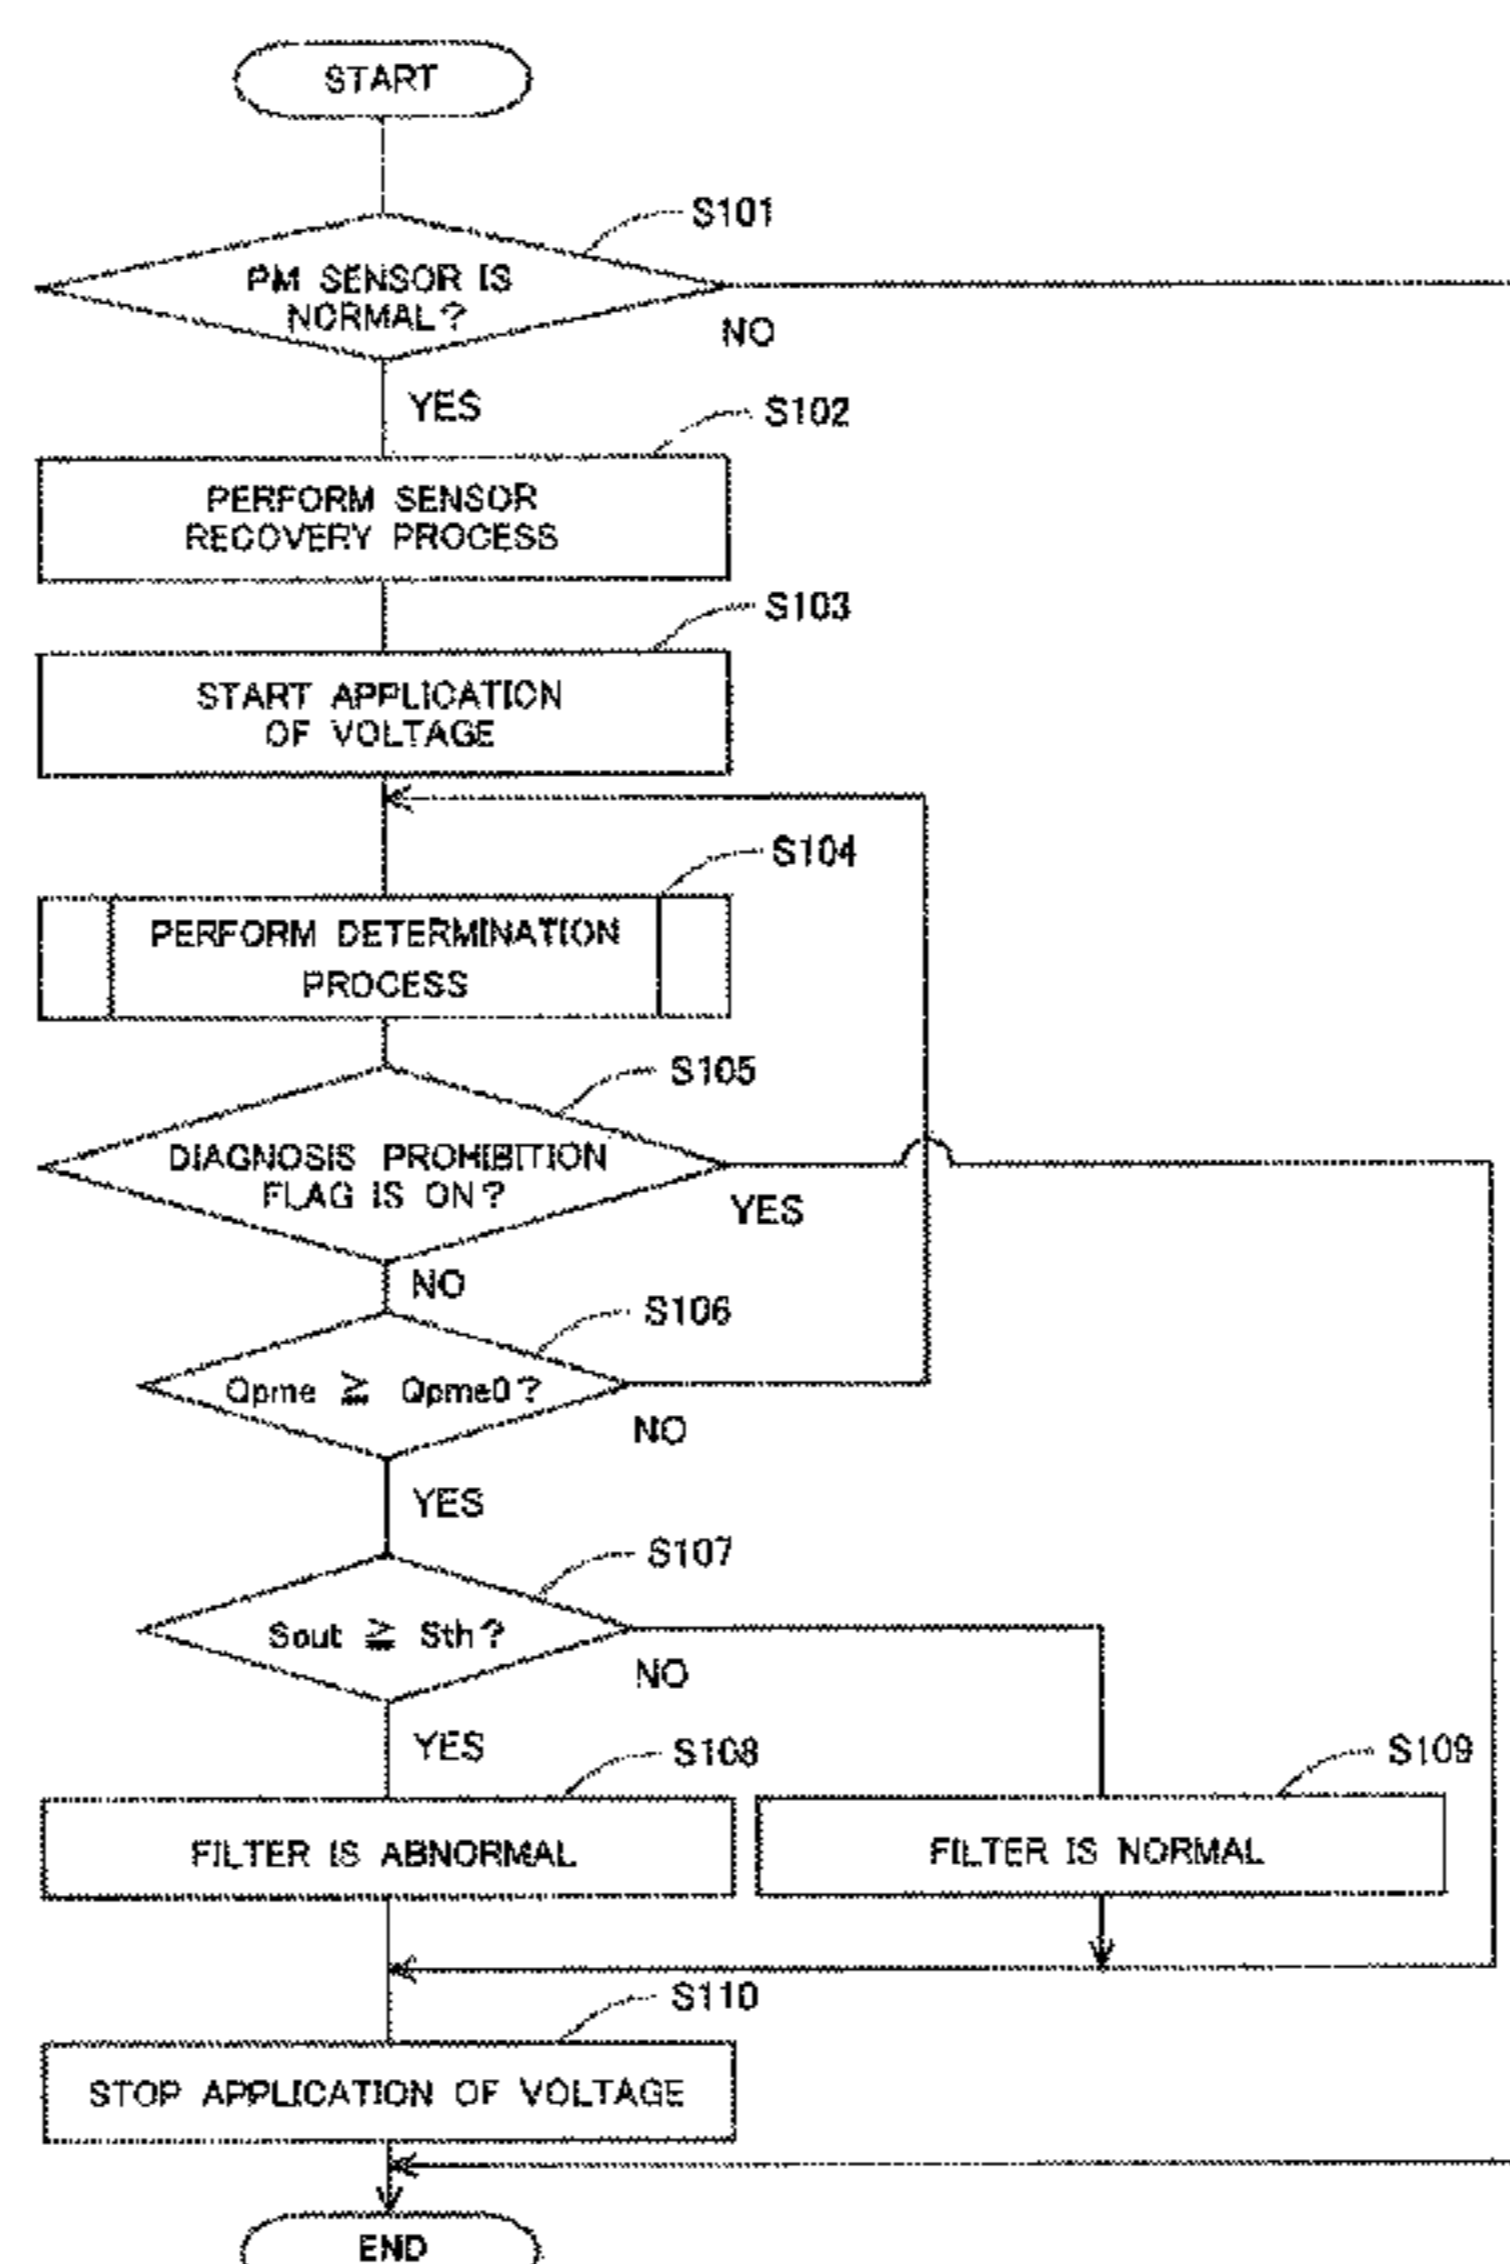 START
S101
PM SENSOR IS
NORMAL?
NO
YES
S102
PERFORM SENSOR
RECOVERY PROCESS
S103
START APPLICATION
OF VOLTAGE
S104
PERFORM DETERMINATION
PROCESS
S105
DIAGNOSIS PROHIBITION
FLAG IS ON?
YES
NO
S106
Qpme ≧ Qpme0?
NO
YES
S107
Sout ≧ Sth?
NO
YES
S108
S109
FILTER IS ABNORMAL
FILTER IS NORMAL
S110
STOP APPLICATION OF VOLTAGE
END